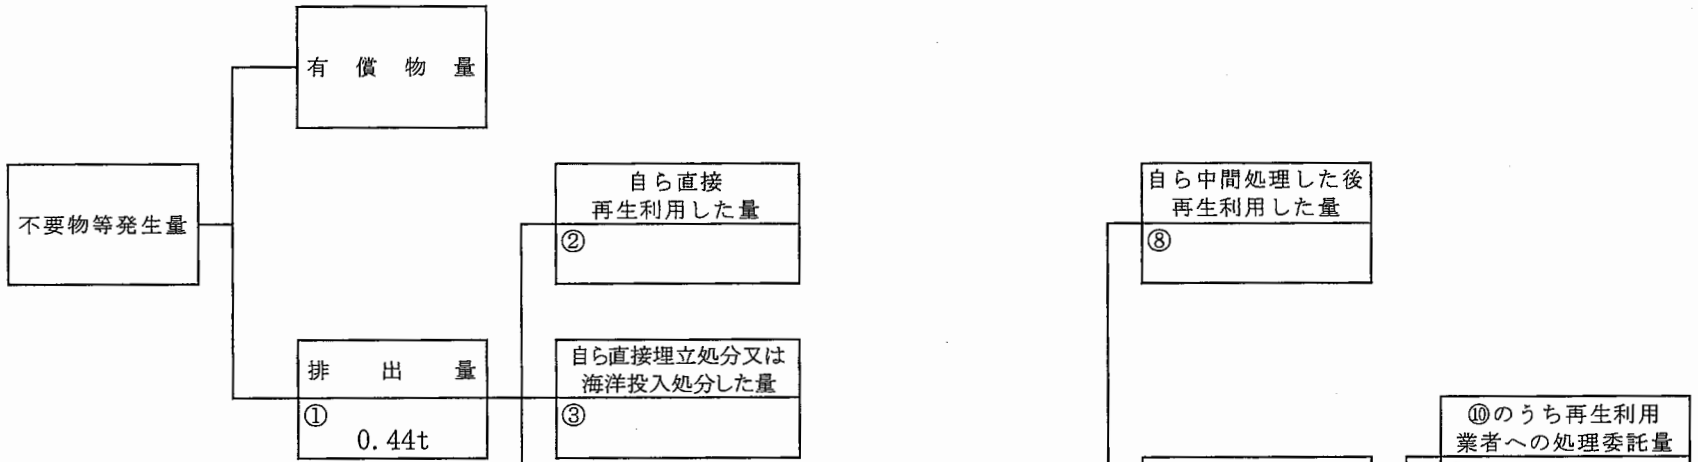 有償物量
不要物等発生量
自ら直接
再生利用した量
②
自ら中間処理した後
再生利用した量
⑧
排出量
①
0.44t
自ら直接埋立処分又は
海洋投入処分した量
③
⑩のうち再生利用
業者への処理委託量